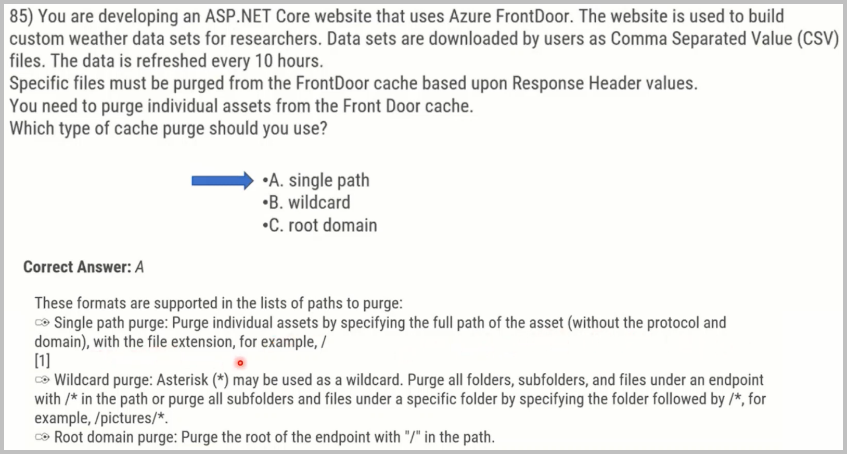 85) You are developing an ASP.NET Core website that uses Azure FrontDoor. The website is used to build
custom weather data sets for researchers. Data sets are downloaded by users as Comma Separated Value (CSV)
files. The data is refreshed every 10 hours.
Specific files must be purged from the FrontDoor cache based upon Response Header values.
You need to purge individual assets from the Front Door cache.
Which type of cache purge should you use?
•A. single path
•B. wildcard
•C. root domain
Correct Answer: A
These formats are supported in the lists of paths to purge:
Single path purge: Purge individual assets by specifying the full path of the asset (without the protocol and
domain), with the file extension, for example, /
[1]
Wildcard purge: Asterisk (*) may be used as a wildcard. Purge all folders, subfolders, and files under an endpoint
with /* in the path or purge all subfolders and files under a specific folder by specifying the folder followed by /*, for
example, /pictures/*.
Root domain purge: Purge the root of the endpoint with "/" in the path.